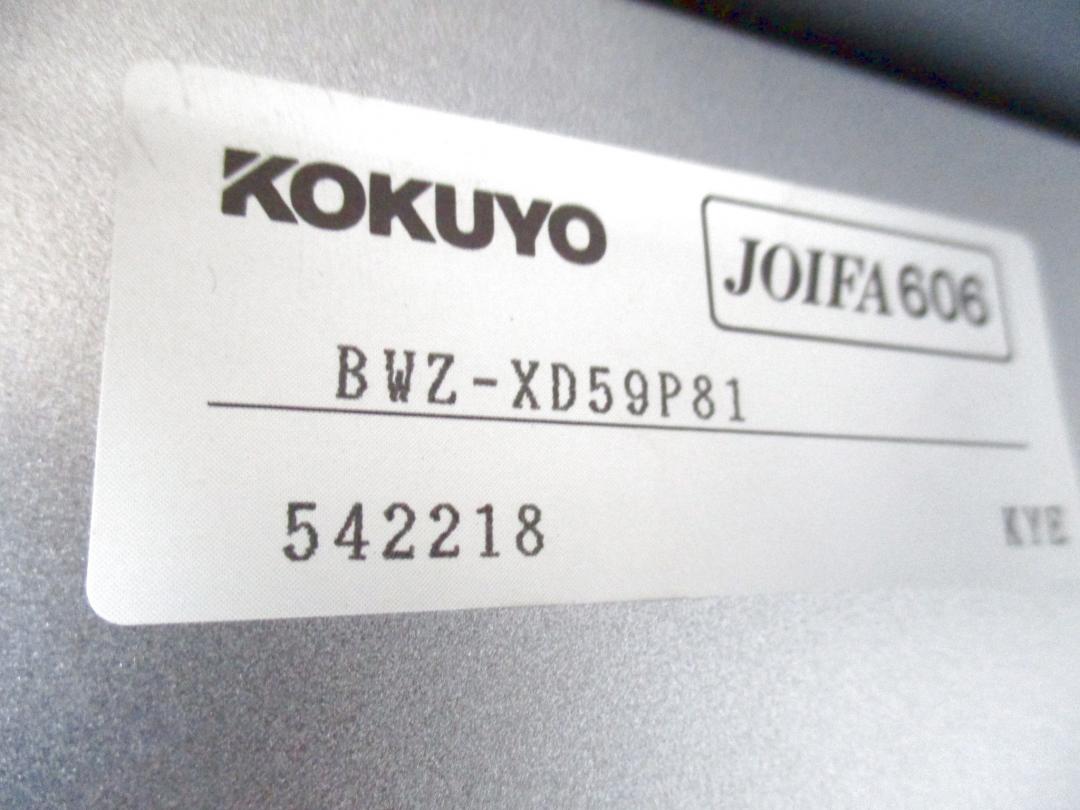 KOKUYO
JOIFA606
BWZ-XD59P81
542218
KYE